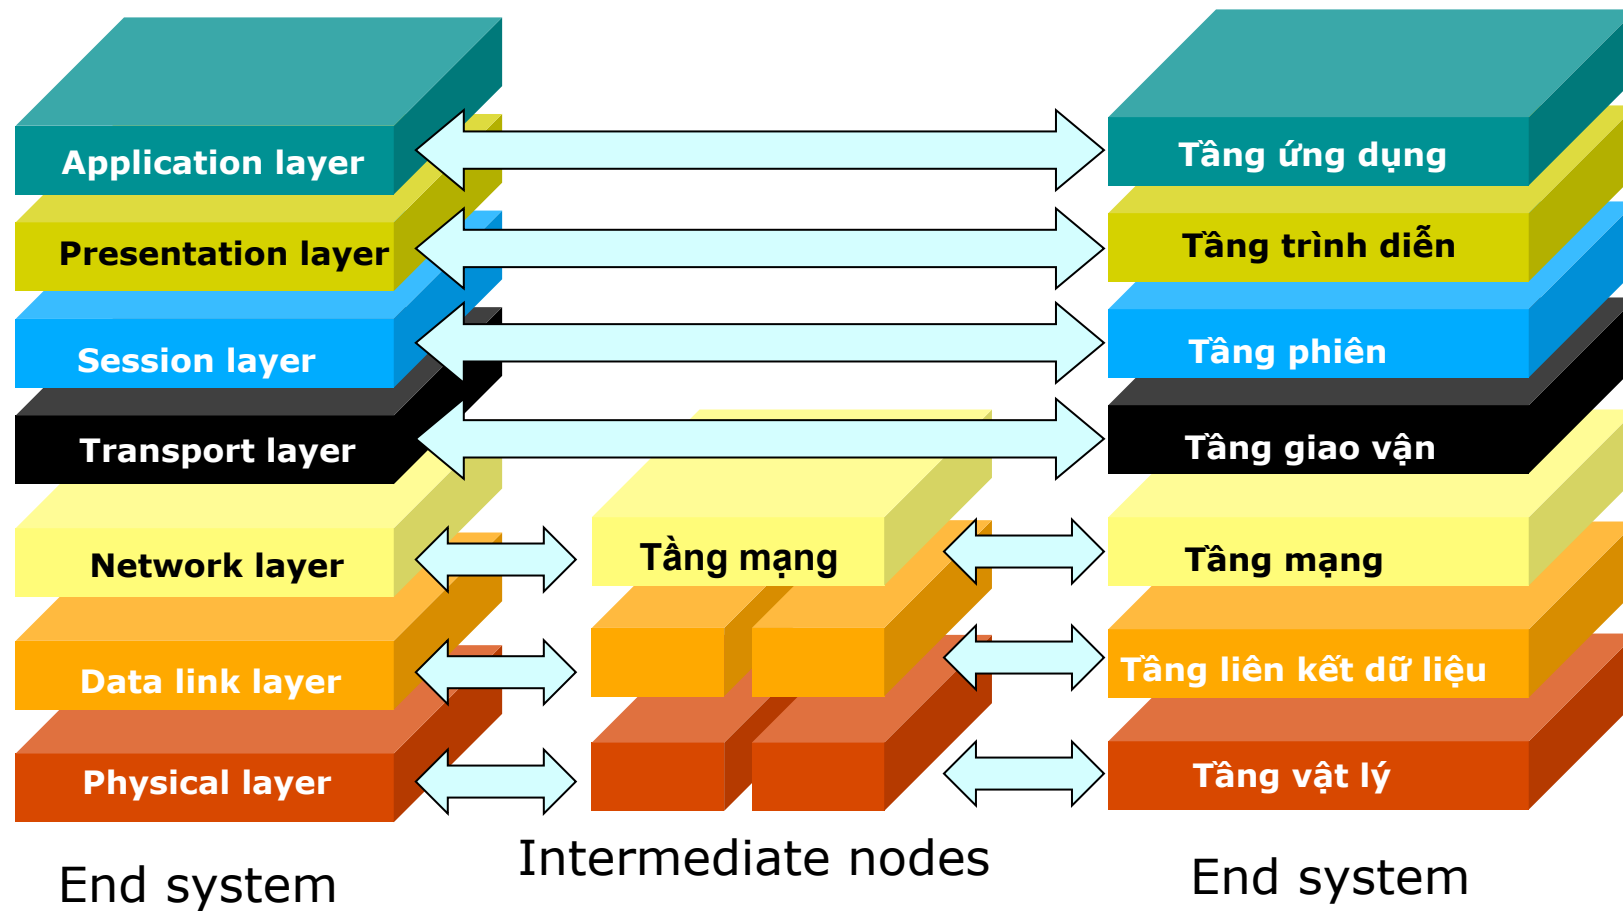 Application layer
Presentation layer
Session layer
Transport layer
Network layer
Data link layer
Physical layer
End system
Tầng mạng
Intermediate nodes
Tầng ứng dụng
Tầng trình diễn
Tầng phiên
Tầng giao vận
Tầng mạng
Tầng liên kết dữ liệu
Tầng vật lý
End system